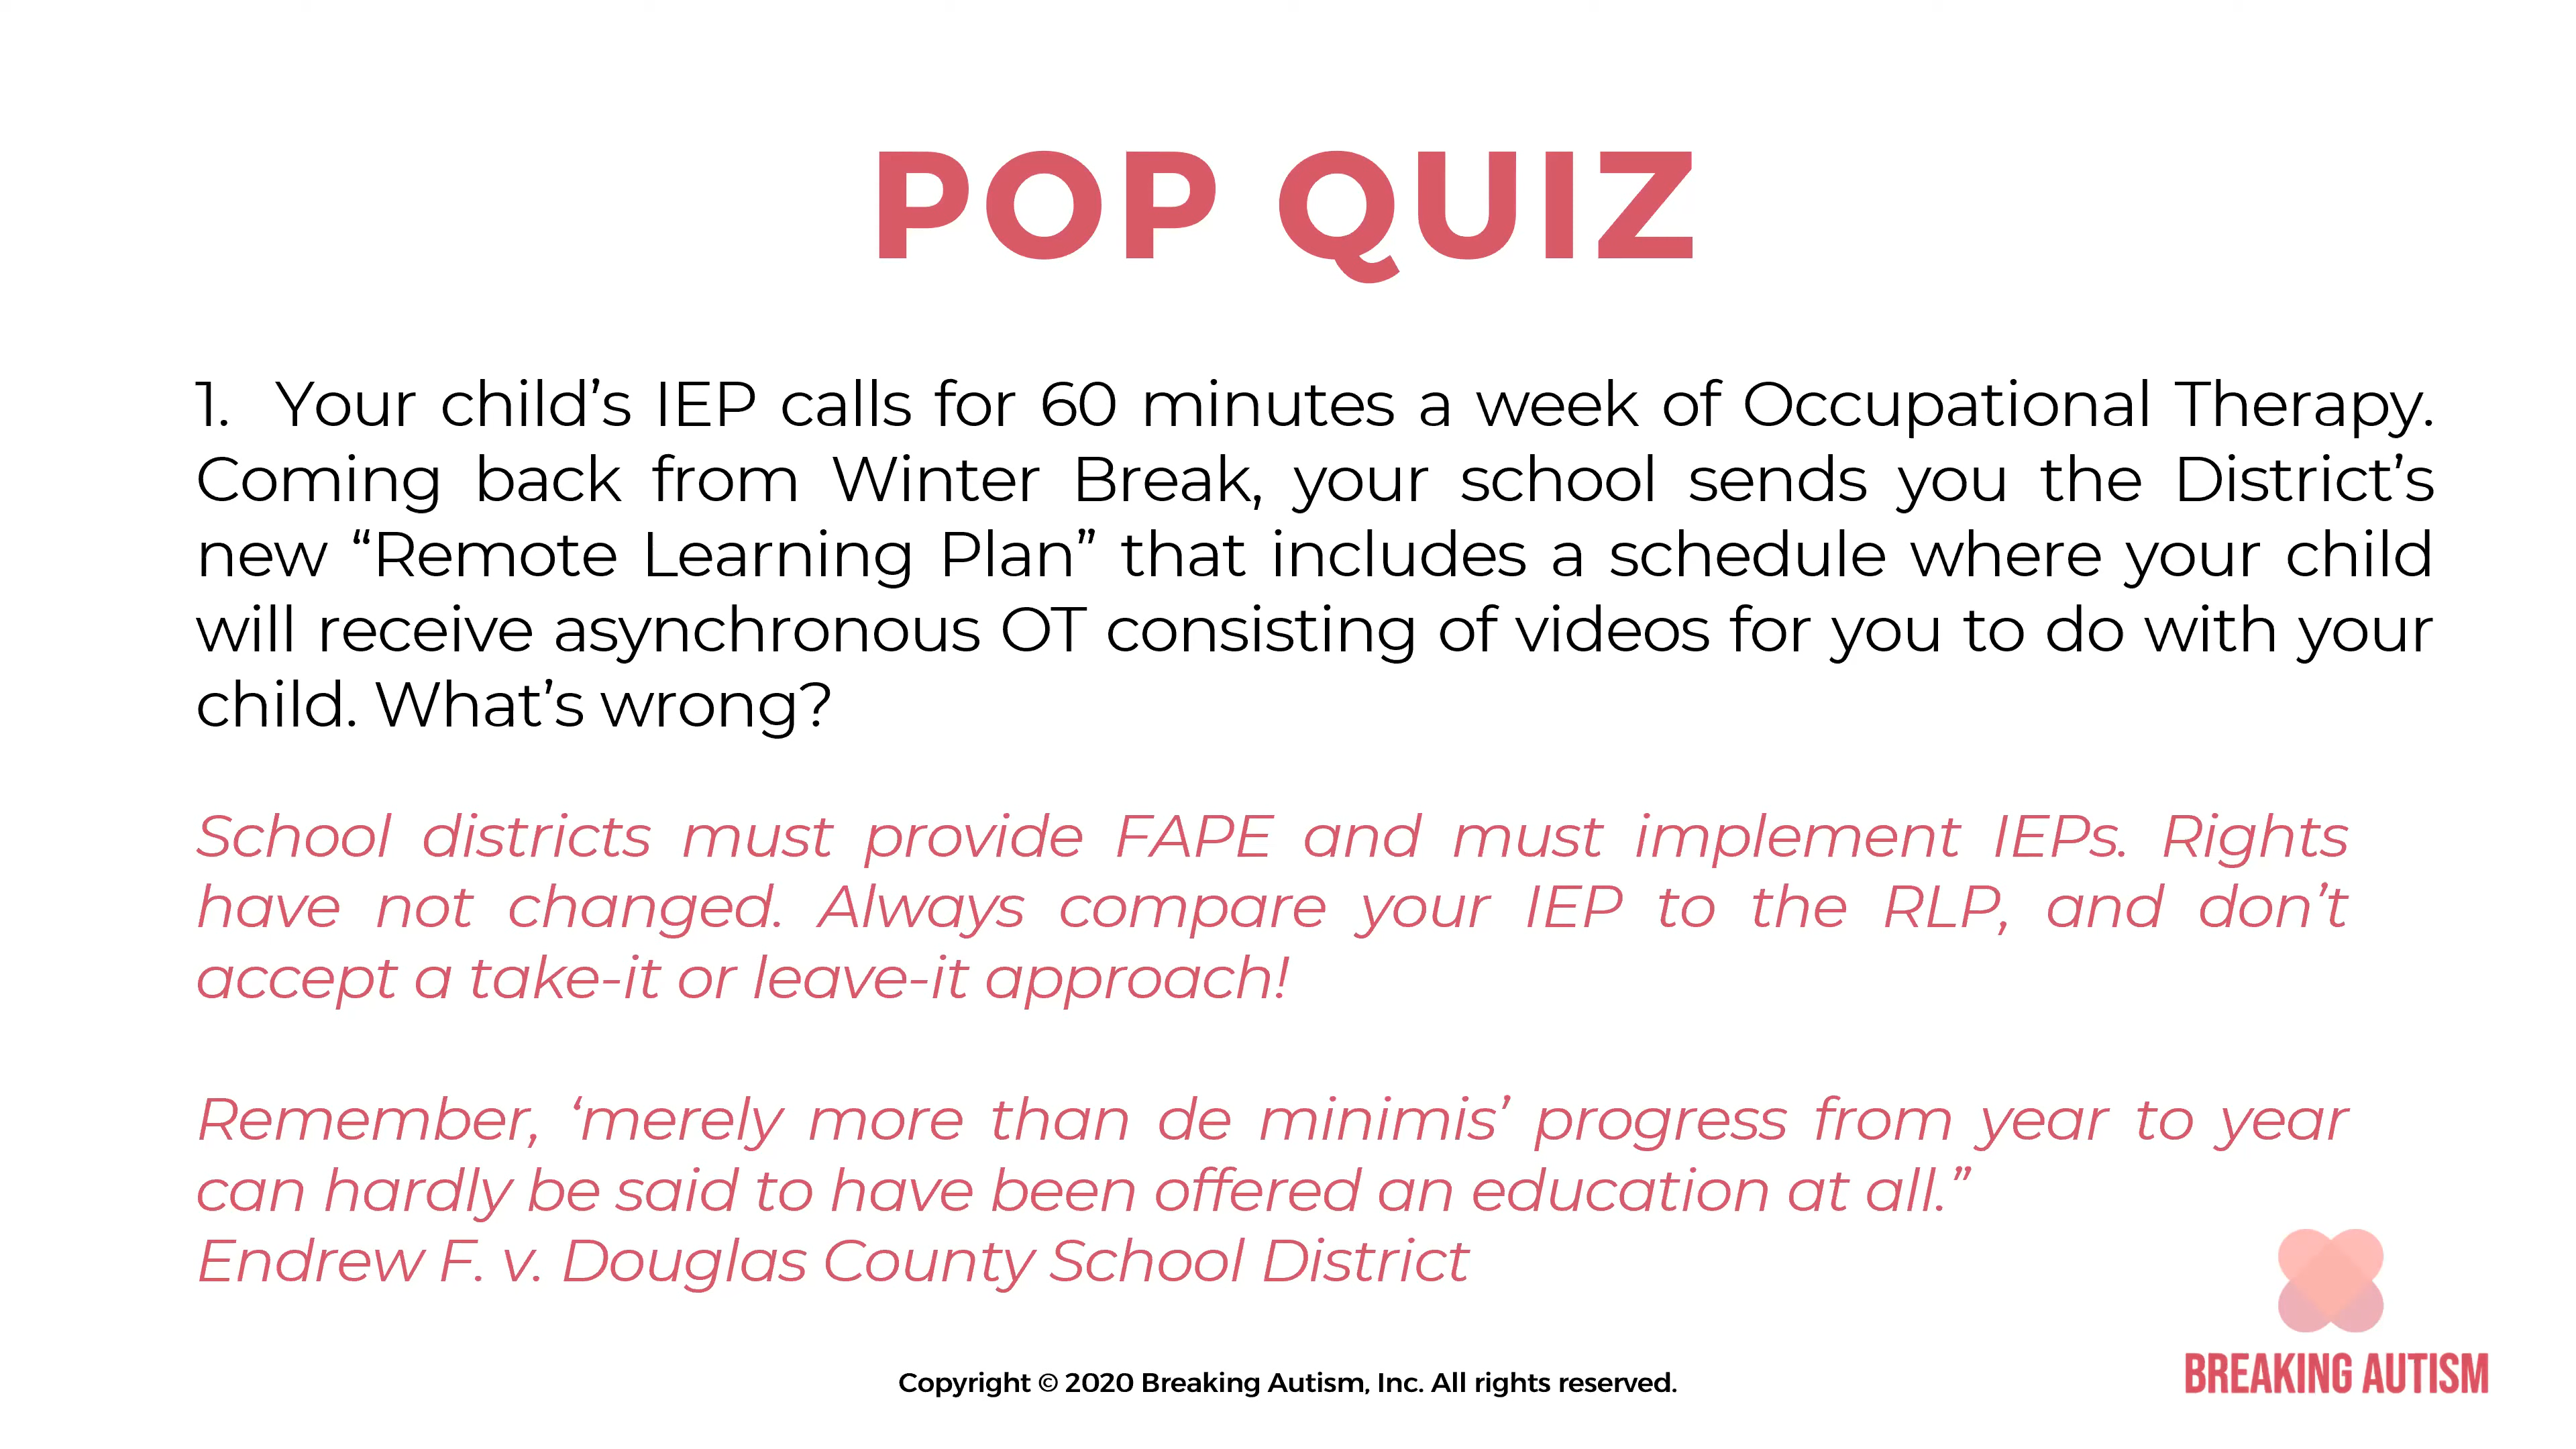 POP QUIZ
1. Your child’s IEP calls for 60 minutes a week of Occupational Therapy.
Coming back from Winter Break, your school sends you the District’s
new “Remote Learning Plan” that includes a schedule where your child
will receive asynchronous OT consisting of videos for you to do with your
child. What’s wrong?
School districts must provide FAPE and must implement IEPs. Rights
have not changed. Always compare your IEP to the RLP, and don’t
accept a take-it or leave-it approach!
Remember, ‘merely more than de minimis’ progress from year to year
can hardly be said to have been offered an education at all.”
Endrew F. v. Douglas County School District
BREAKING AUTISM
Copyright © 2020 Breaking Autism, Inc. All rights reserved.